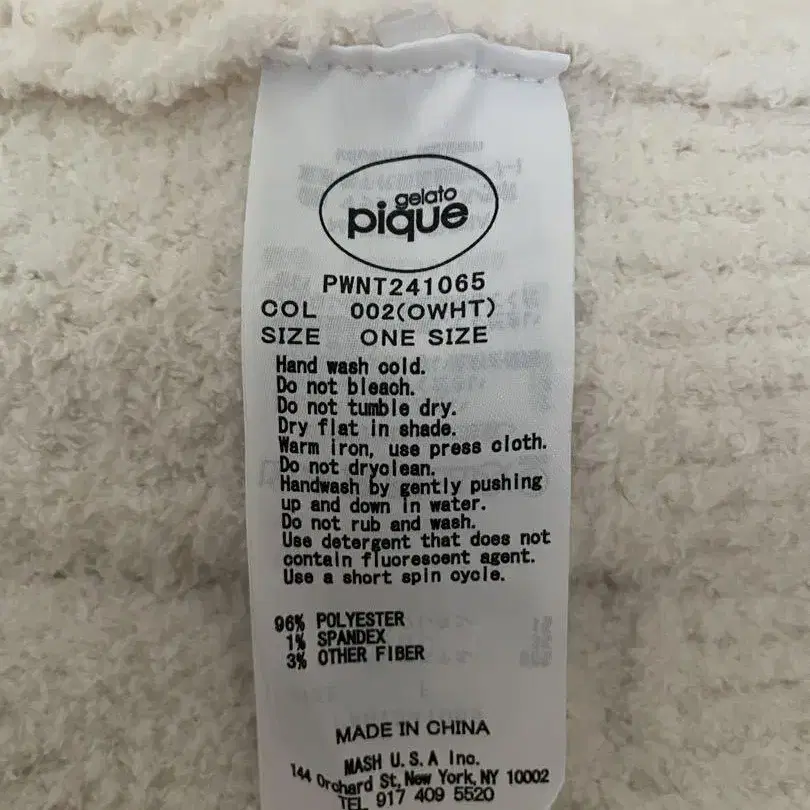 gelato
pique
PWNT241065
COL 002(OWHT)
SIZE ONE SIZE
Hand wash cold.
Do not bleach.
Do not tumble dry.
Dry flat in shade.
Warm iron, use press cloth.
Do not dryclean.
Handwash by gently pushing
up and down in water.
Do not rub and wash.
Use detergent that does not
contain fluorescent agent.
Use a short spin cycle.
96% POLYESTER
1% SPANDEX
3% OTHER FIBER
MADE IN CHINA
MASH U.S.A Inc.
144 Orchard St, New York, NY 10002
TEL 917 409 5520